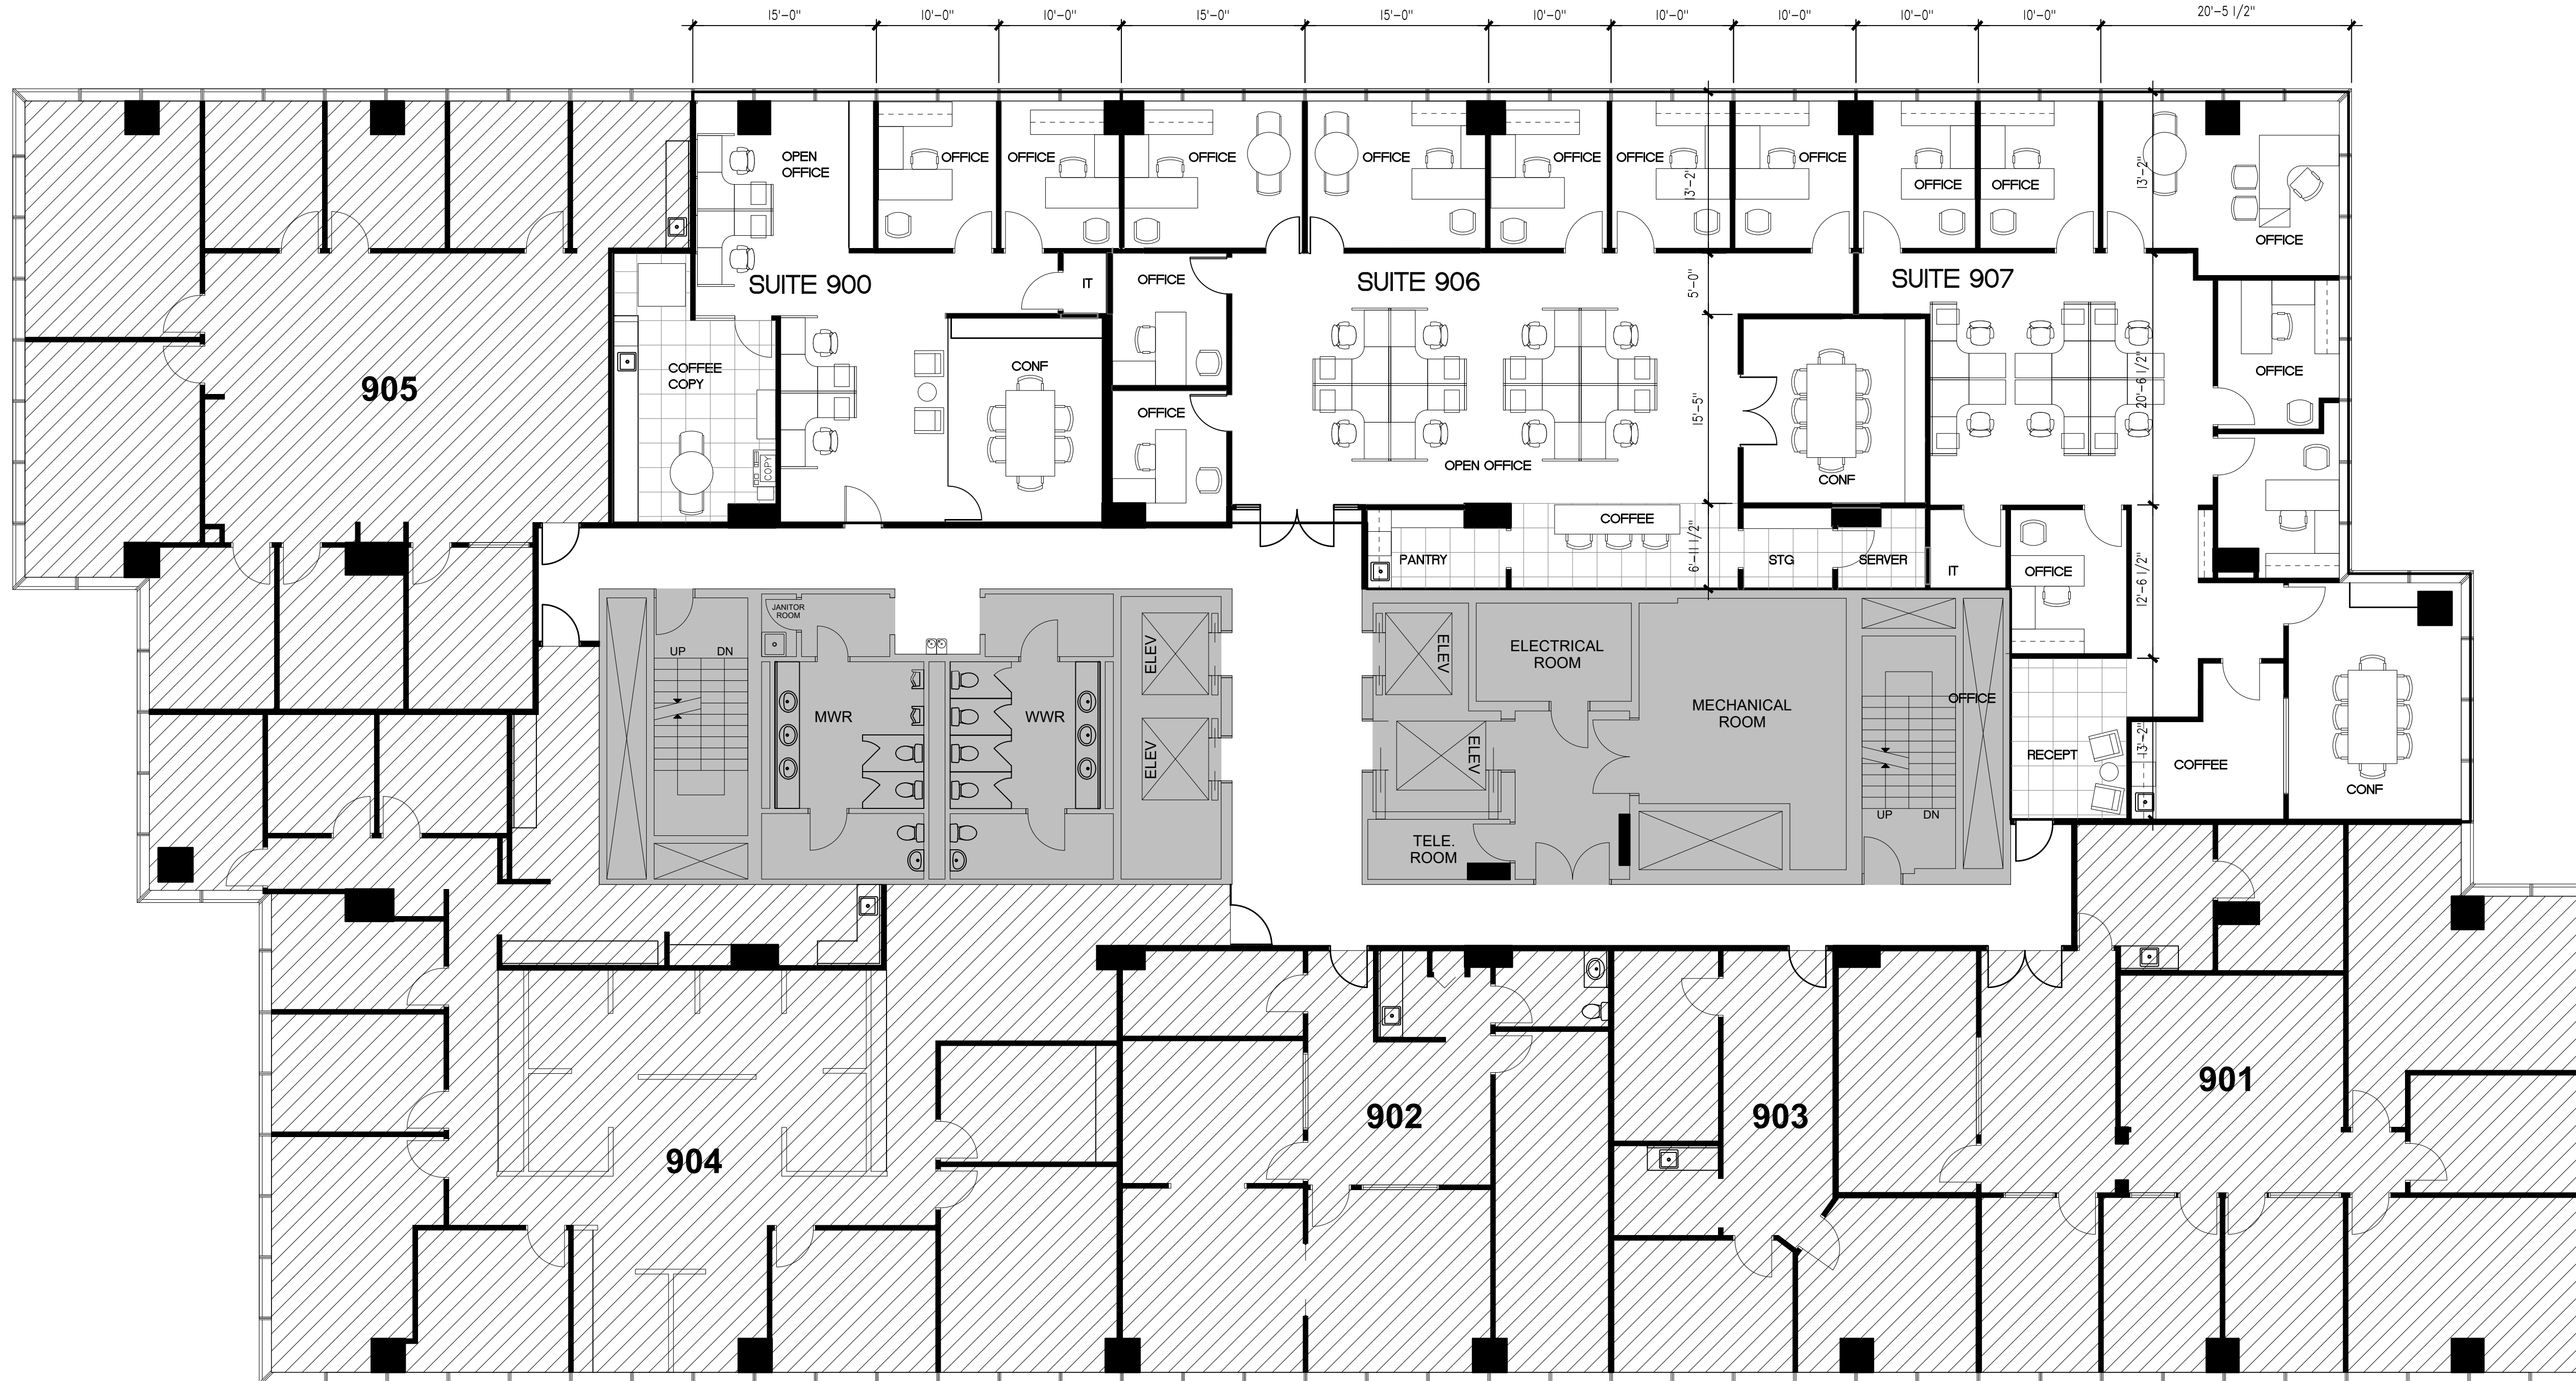 15'-0" 10'-0" 10'-0" 15'-0" 15'-0" 10'-0" 10'-0" 10'-0" 10'-0" 10'-0" 20'-5 1/2"
OPEN
OFFICE
OFFICE
OFFICE
OFFICE
OFFICE
OFFICE
OFFICE
OFFICE
OFFICE
OFFICE
13'-2"
13'-2"
OFFICE
SUITE 900
IT
OFFICE
SUITE 906
5'-0"
SUITE 907
905
COFFEE
COPY
CONF
OFFICE
15'-5"
20'-6 1/2"
OFFICE
COPY
OPEN OFFICE
CONF
PANTRY
COFFEE
6'-11 1/2"
STG
SERVER
IT
OFFICE
12'-6 1/2"
JANITOR
ROOM
UP
DN
ELEV
ELEV
ELECTRICAL
ROOM
MWR
WWR
ELEV
ELEV
MECHANICAL
ROOM
OFFICE
RECEPT
13'-2"
COFFEE
CONF
TELE.
ROOM
UP
DN
904
902
903
901